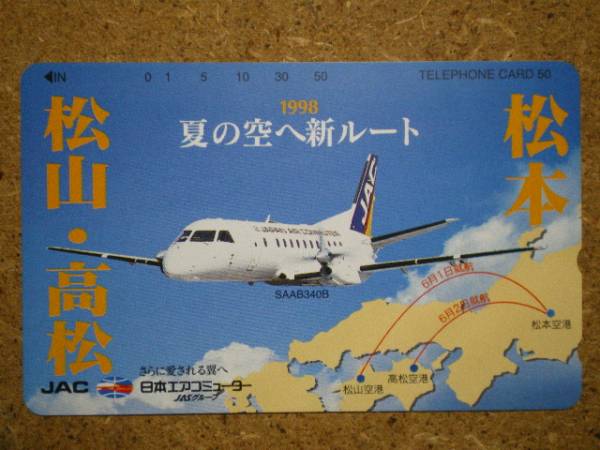 ◀IN 0 1 5 10 30 50 TELEPHONE CARD 50
1998
夏の空へ新ルート
松山・高松
松本
JAC
JAPAN AIR COMMUTER
SAAB340B
6月1日就航
6月2日就航
松本空港
高松空港
松山空港
さらに愛される翼へ
JAC 日本エアコミューター
JASグループ